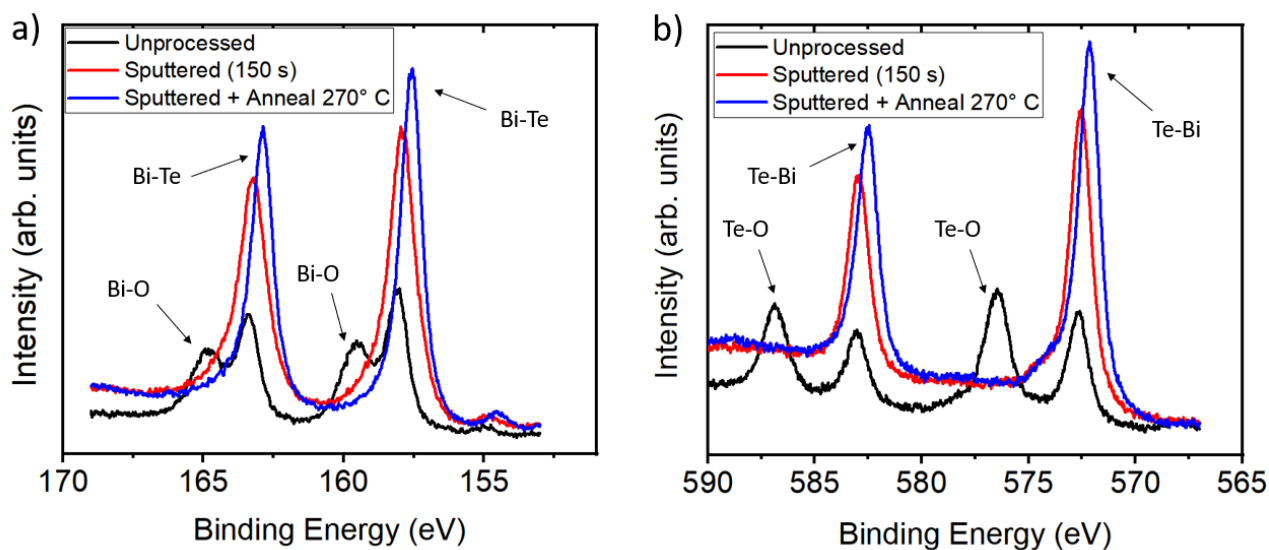 a)
Unprocessed
Sputtered (150 s)
Sputtered + Anneal 270° C
Bi-Te
Bi-Te
Bi-O
Bi-O
Intensity (arb. units)
170 165 160 155
Binding Energy (eV)
b)
Unprocessed
Sputtered (150 s)
Sputtered + Anneal 270° C
Te-Bi
Te-Bi
Te-O
Te-O
Intensity (arb. units)
590 585 580 575 570 565
Binding Energy (eV)